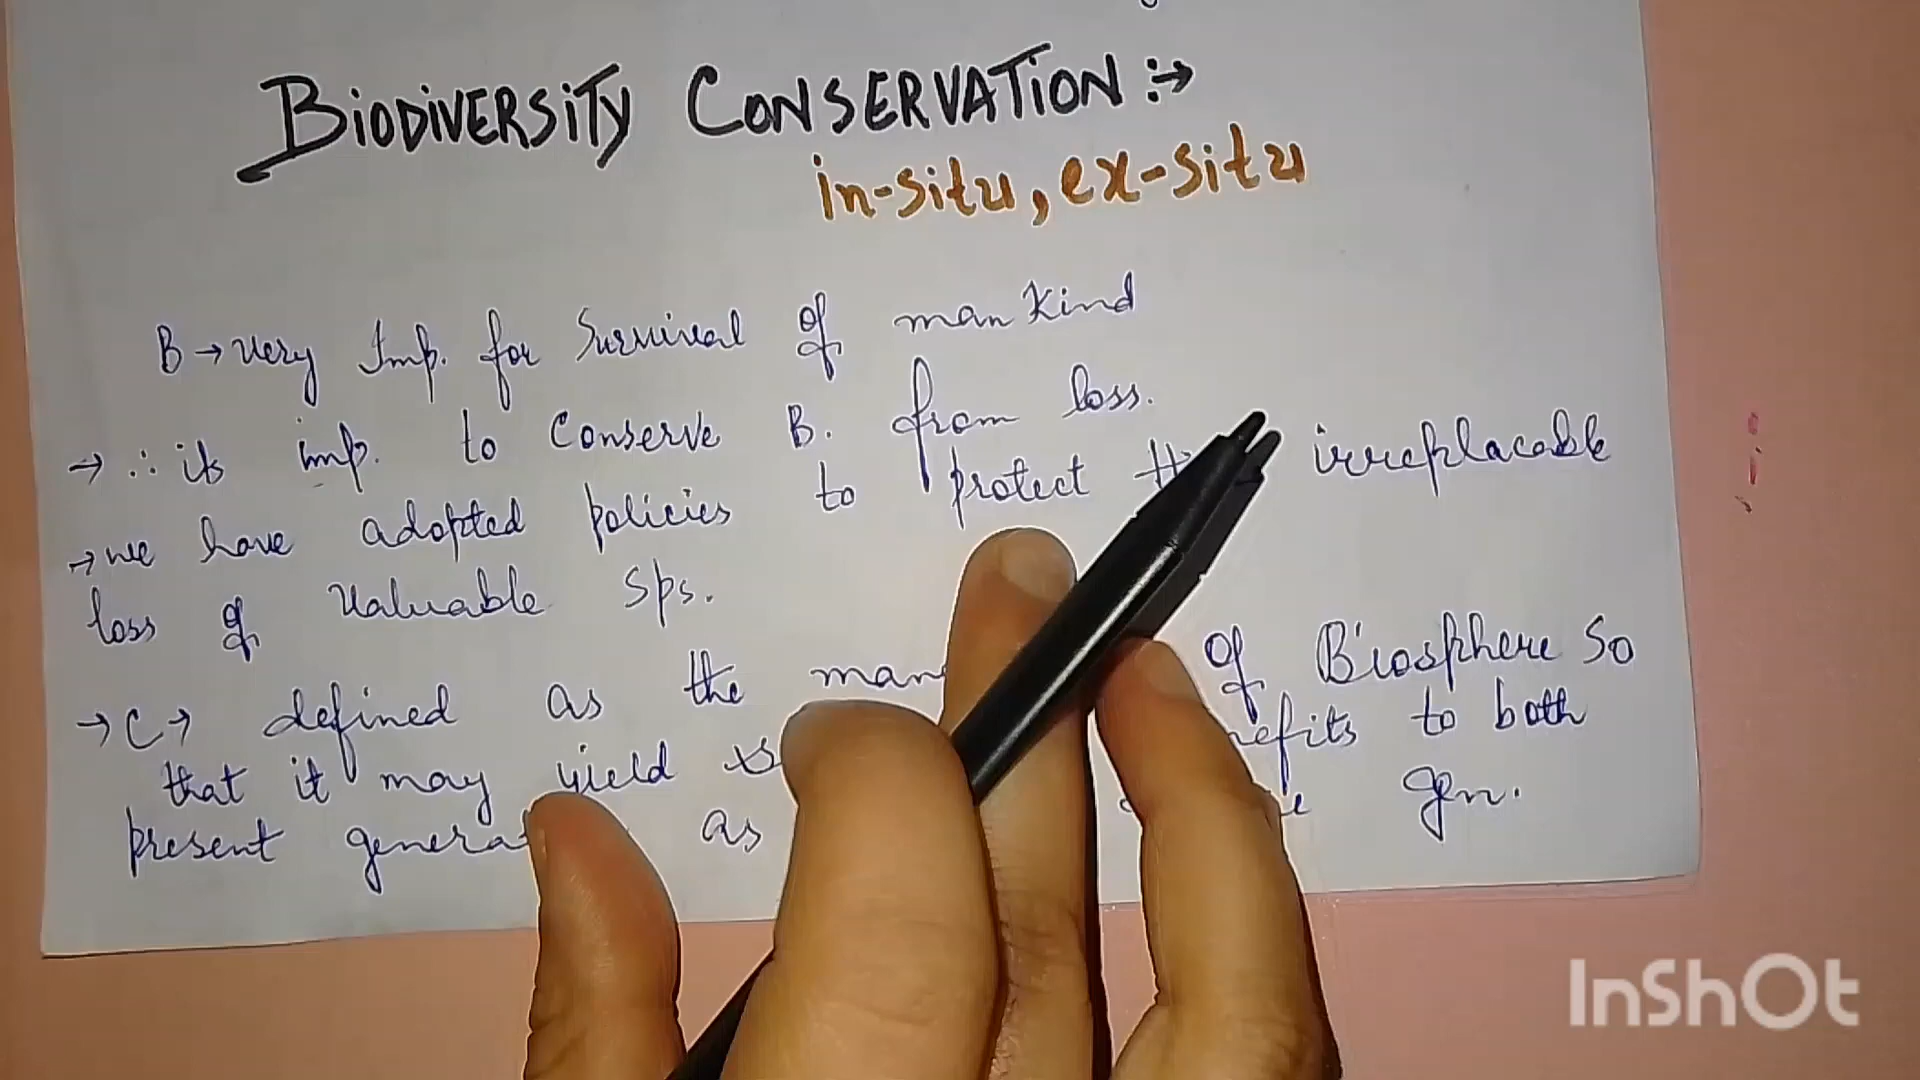 BIODIVERSITY CONSERVATION :→
in-situ, ex-situ
B → very Imp. for Survival of mankind
→ ∴ its imp. to Conserve B. from loss.
→ we have adopted policies to protect irreplacable
loss of valuable sps.
→ C → defined as the of Biosphere So
that it may yield to both
present as gen.
InShOt